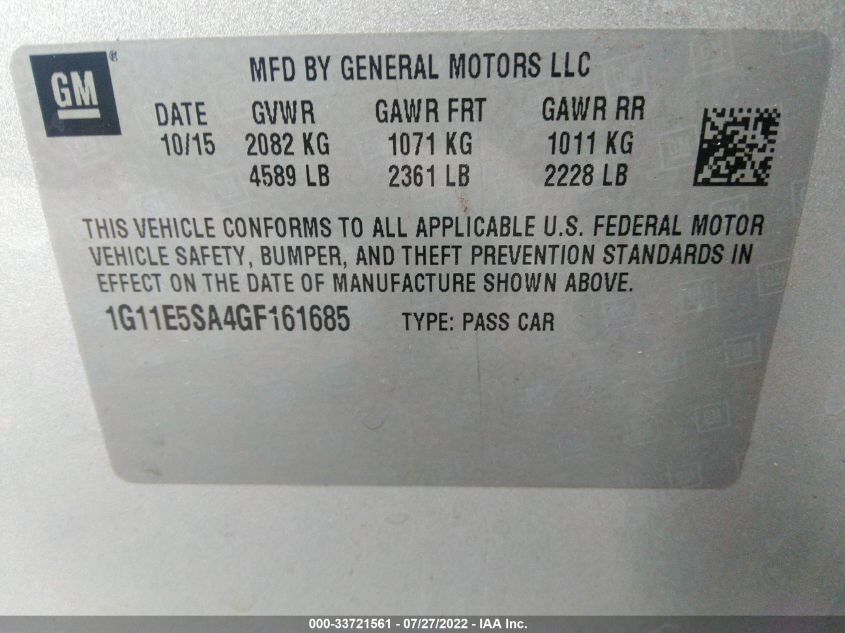 GM®
MFD BY GENERAL MOTORS LLC
DATE GVWR GAWR FRT GAWR RR
10/15 2082 KG 1071 KG 1011 KG
4589 LB 2361 LB 2228 LB
THIS VEHICLE CONFORMS TO ALL APPLICABLE U.S. FEDERAL MOTOR
VEHICLE SAFETY, BUMPER, AND THEFT PREVENTION STANDARDS IN
EFFECT ON THE DATE OF MANUFACTURE SHOWN ABOVE.
1G11E5SA4GF161685 TYPE: PASS CAR
000-33721561 - 07/27/2022 - IAA Inc.